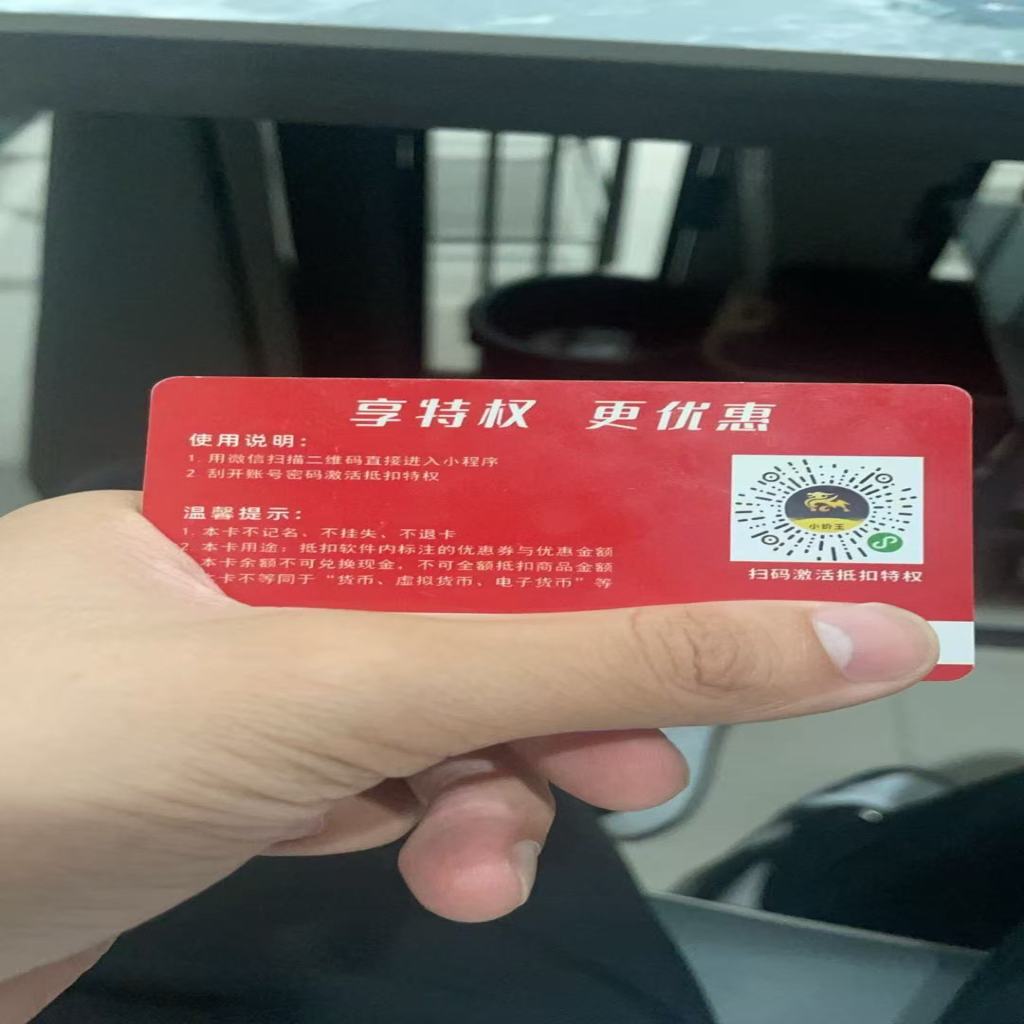 享特权 更优惠
使用说明：
1. 用微信扫描二维码直接进入小程序
2. 刮开账号密码激活抵扣特权
温馨提示：
1. 本卡不记名、不挂失、不退卡
2. 本卡用途：抵扣软件内标注的优惠券与优惠金额
本卡余额不可兑换现金，不可全额抵扣商品金额
卡不等同于“货币、虚拟货币、电子货币”等
小蚧王
扫码激活抵扣特权